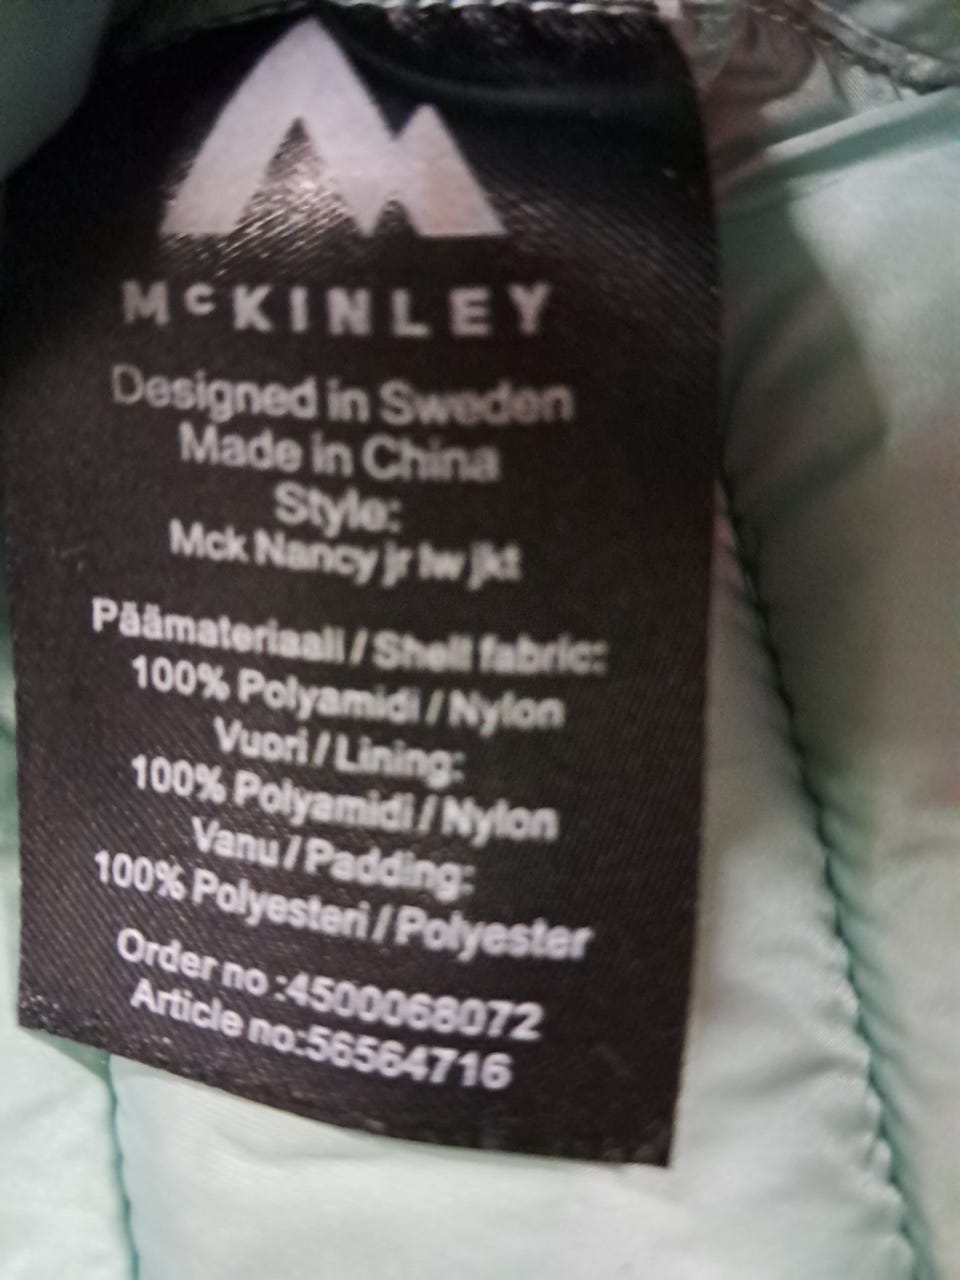 McKINLEY
Designed in Sweden
Made in China
Style:
Mck Nancy jr lw jkt
Päämateriaali / Shell fabric:
100% Polyamidi / Nylon
Vuori / Lining:
100% Polyamidi / Nylon
Vanu / Padding:
100% Polyesteri / Polyester
Order no :4500068072
Article no:56564716